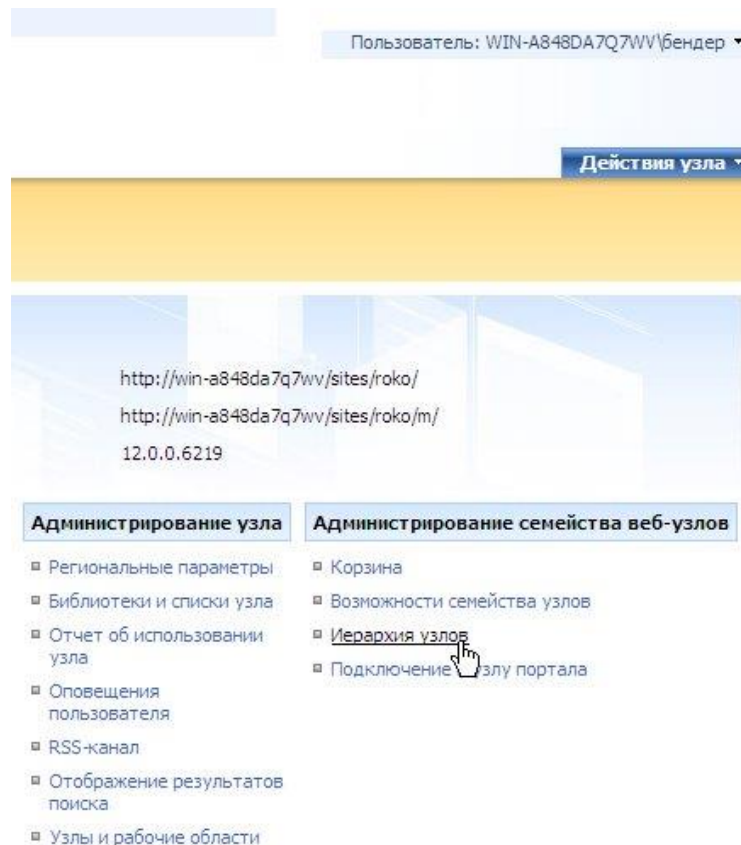 Пользователь: WIN-A848DA7Q7WV\бендер
Действия узла
http://win-a848da7q7wv/sites/roko/
http://win-a848da7q7wv/sites/roko/m/
12.0.0.6219
Администрирование узла
Региональные параметры
Библиотеки и списки узла
Отчет об использовании
узла
Оповещения
пользователя
RSS-канал
Отображение результатов
поиска
Узлы и рабочие области
Администрирование семейства веб-узлов
Корзина
Возможности семейства узлов
Иерархия узлов
Подключение узлу портала